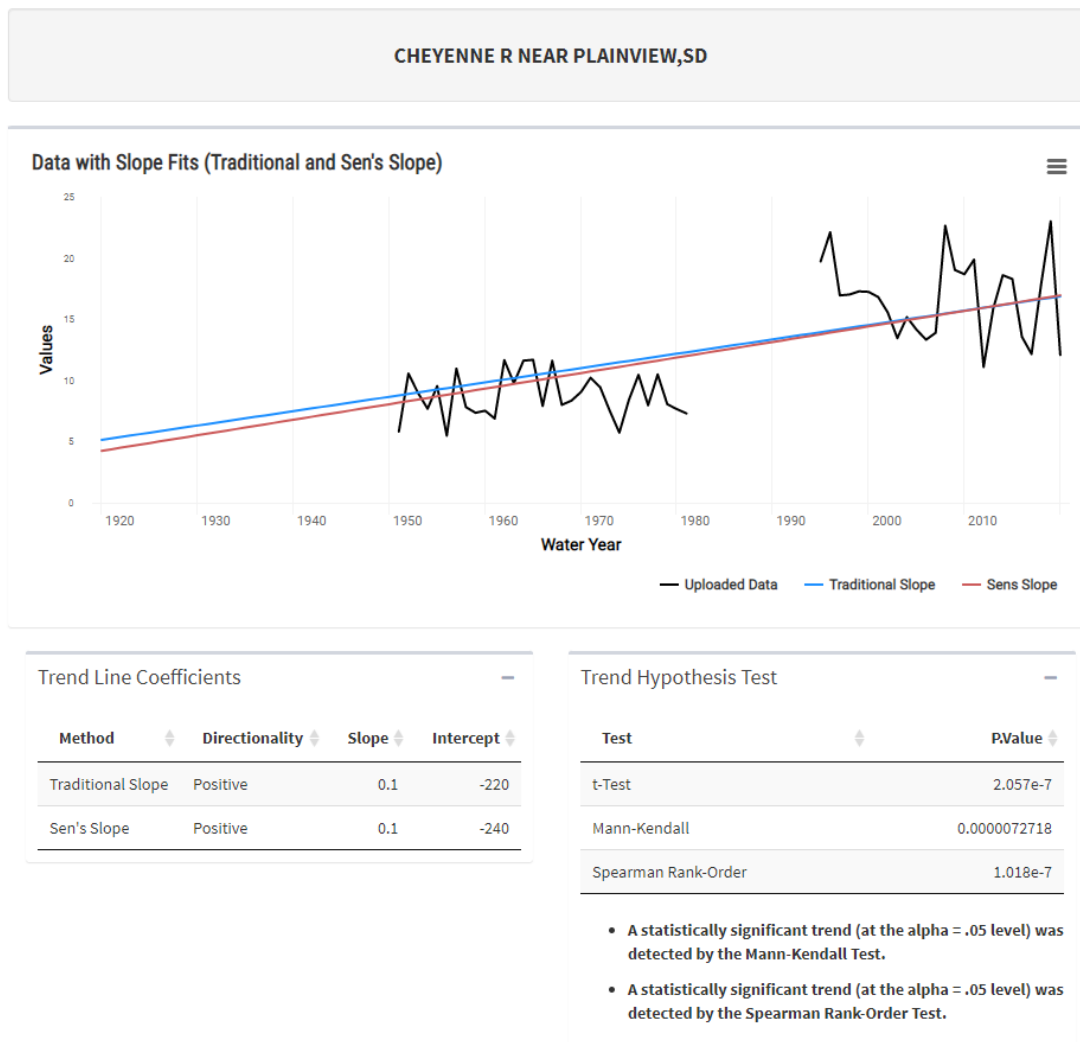 CHEYENNE R NEAR PLAINVIEW,SD
Data with Slope Fits (Traditional and Sen's Slope)
25
20
15
10
5
0
Values
1920 1930 1940 1950 1960 1970 1980 1990 2000 2010
Water Year
Uploaded Data Traditional Slope Sens Slope
Trend Line Coefficients
Method Directionality Slope Intercept
Traditional Slope Positive 0.1 -220
Sen's Slope Positive 0.1 -240
Trend Hypothesis Test
Test P.Value
t-Test 2.057e-7
Mann-Kendall 0.0000072718
Spearman Rank-Order 1.018e-7
• A statistically significant trend (at the alpha = .05 level) was
detected by the Mann-Kendall Test.
• A statistically significant trend (at the alpha = .05 level) was
detected by the Spearman Rank-Order Test.